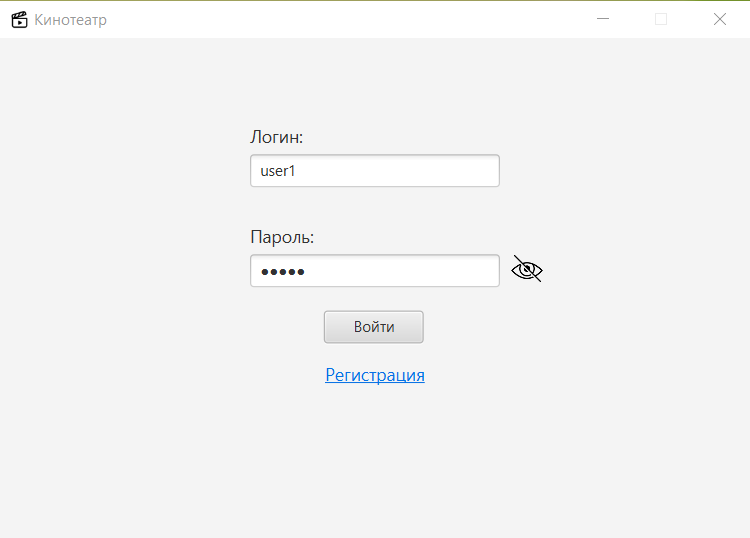 Кинотеатр
Логин:
user1
Пароль:
●●●●●
Войти
Регистрация